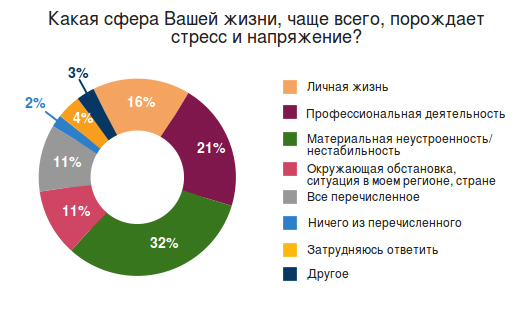 Какая сфера Вашей жизни, чаще всего, порождает
стресс и напряжение?
3%
2%
4%
16%
21%
11%
11%
32%
Личная жизнь
Профессиональная деятельность
Материальная неустроенность/
нестабильность
Окружающая обстановка,
ситуация в моем регионе, стране
Все перечисленное
Ничего из перечисленного
Затрудняюсь ответить
Другое